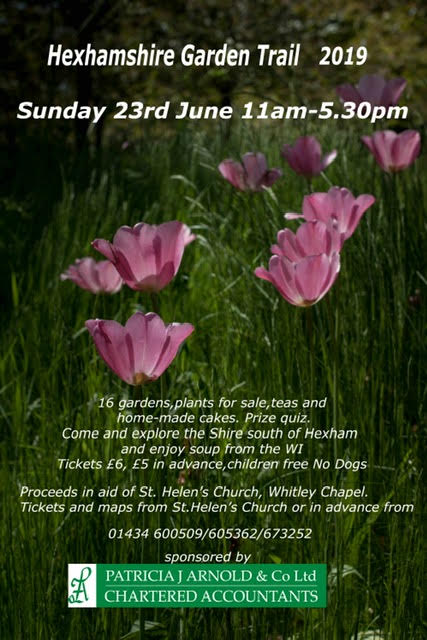 Hexhamshire Garden Trail 2019
Sunday 23rd June 11am-5.30pm
16 gardens,plants for sale,teas and
home-made cakes. Prize quiz
Come and explore the Shire south of Hexham
and enjoy soup from the WI
Tickets £6, £5 in advance,children free No Dogs
Proceeds in aid of St. Helen's Church, Whitley Chapel.
Tickets and maps from St.Helen's Church or in advance from
01434 600509/605362/673252
sponsored by
PATRICIA J ARNOLD & Co Ltd
CHARTERED ACCOUNTANTS